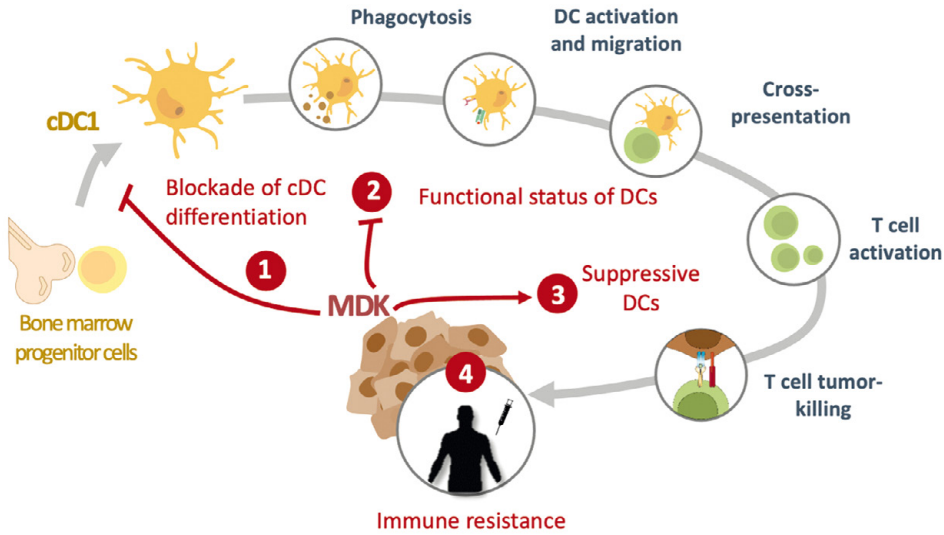 Phagocytosis
DC activation
and migration
Cross-
presentation
cDC1
Blockade of cDC
differentiation
2
Functional status of DCs
T cell
activation
1
Suppressive
DCs
3
MDK
Bone marrow
progenitor cells
4
T cell tumor-
killing
Immune resistance